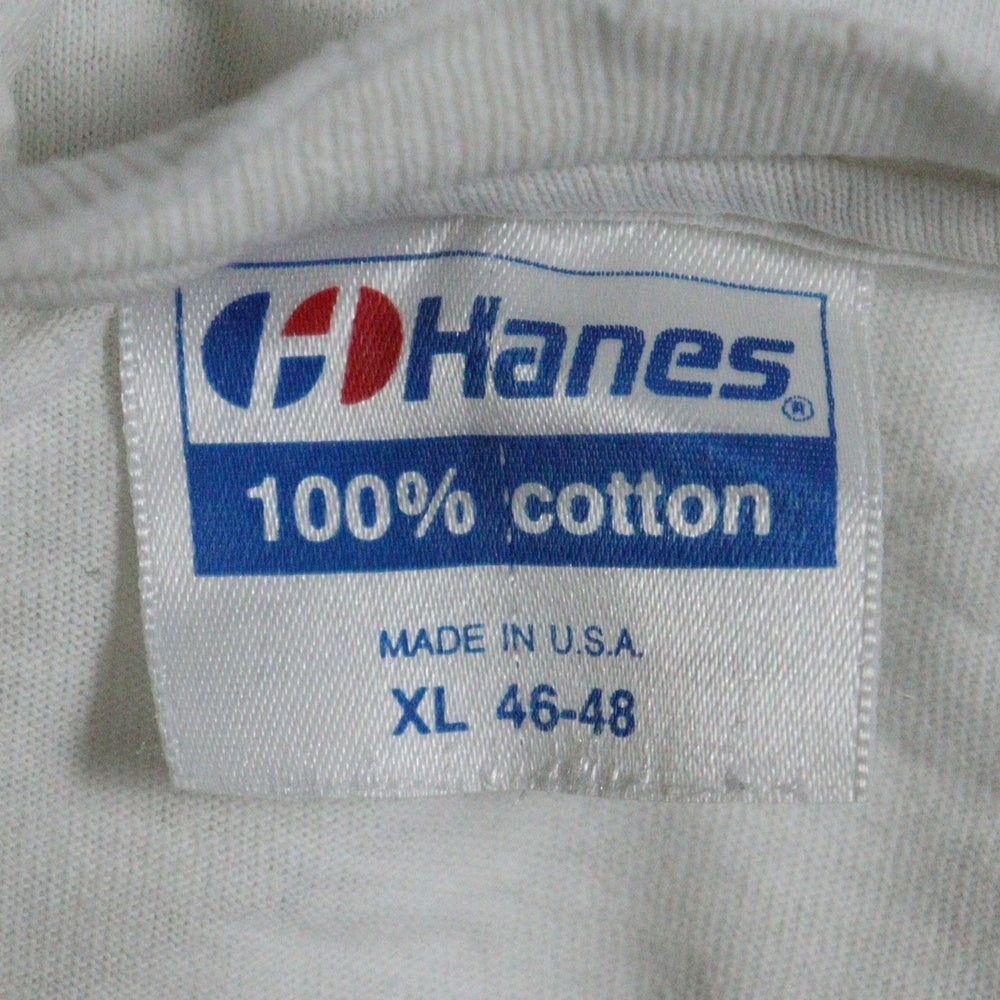 Hanes®
100% cotton
MADE IN U.S.A.
XL 46-48